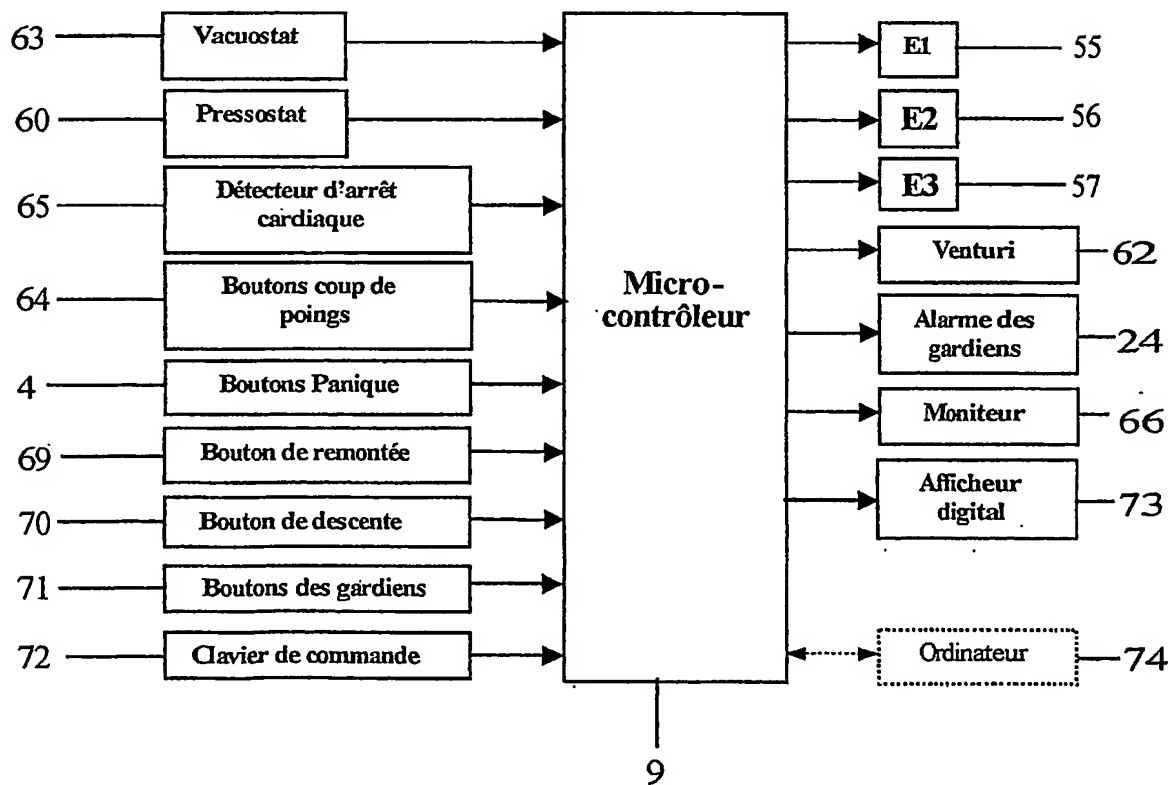 63
Vacuostat
60
Pressostat
65
Détecteur d'arrêt
cardiaque
64
Boutons coup de
poings
4
Boutons Panique
69
Bouton de remontée
70
Bouton de descente
71
Boutons des gardiens
72
Clavier de commande
Micro-
contrôleur
9
E1
55
E2
56
E3
57
Venturi
62
Alarme des
gardiens
24
Moniteur
66
Afficheur
digital
73
Ordinateur
74